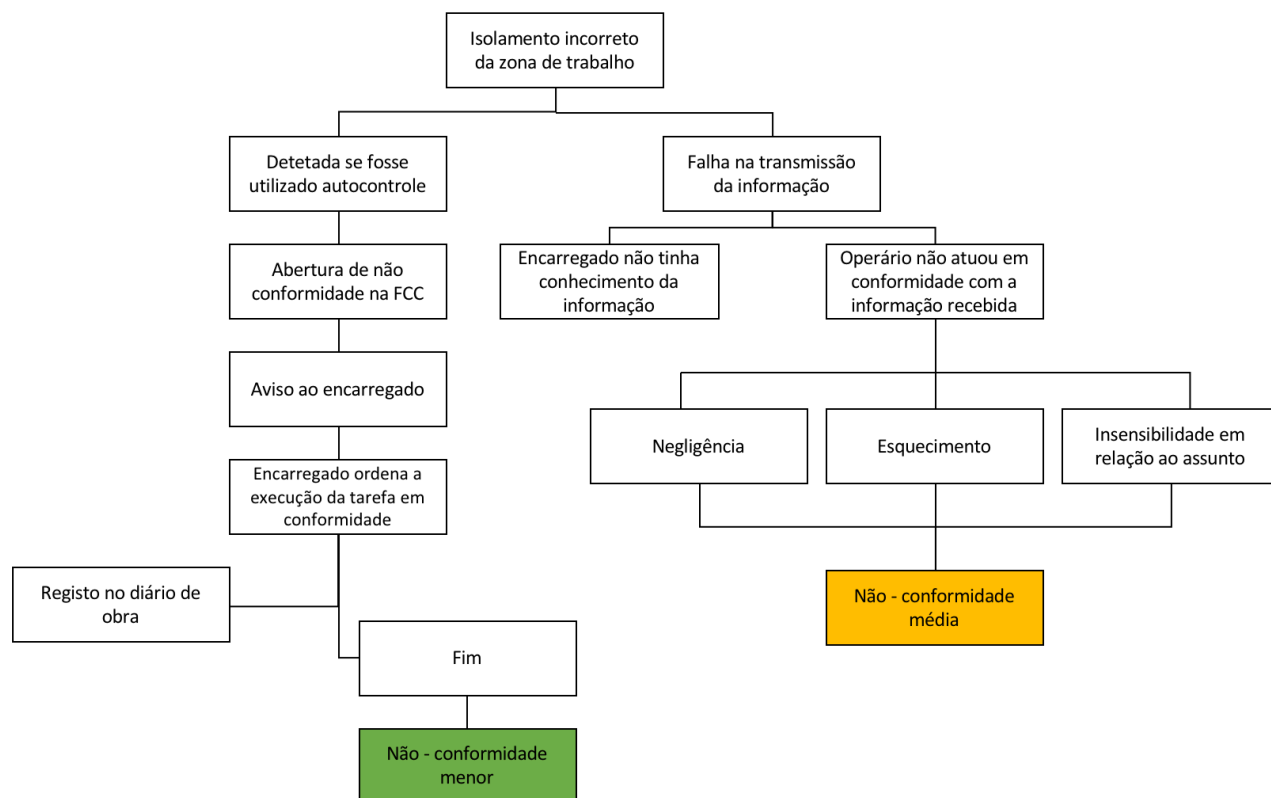 Isolamento incorreto
da zona de trabalho
Detetada se fosse
utilizado autocontrole
Falha na transmissão
da informação
Abertura de não
conformidade na FCC
Encarregado não tinha
conhecimento da
informação
Operário não atuou em
conformidade com a
informação recebida
Aviso ao encarregado
Negligência
Esquecimento
Insensibilidade em
relação ao assunto
Encarregado ordena a
execução da tarefa em
conformidade
Registo no diário de
obra
Não - conformidade
média
Fim
Não - conformidade
menor